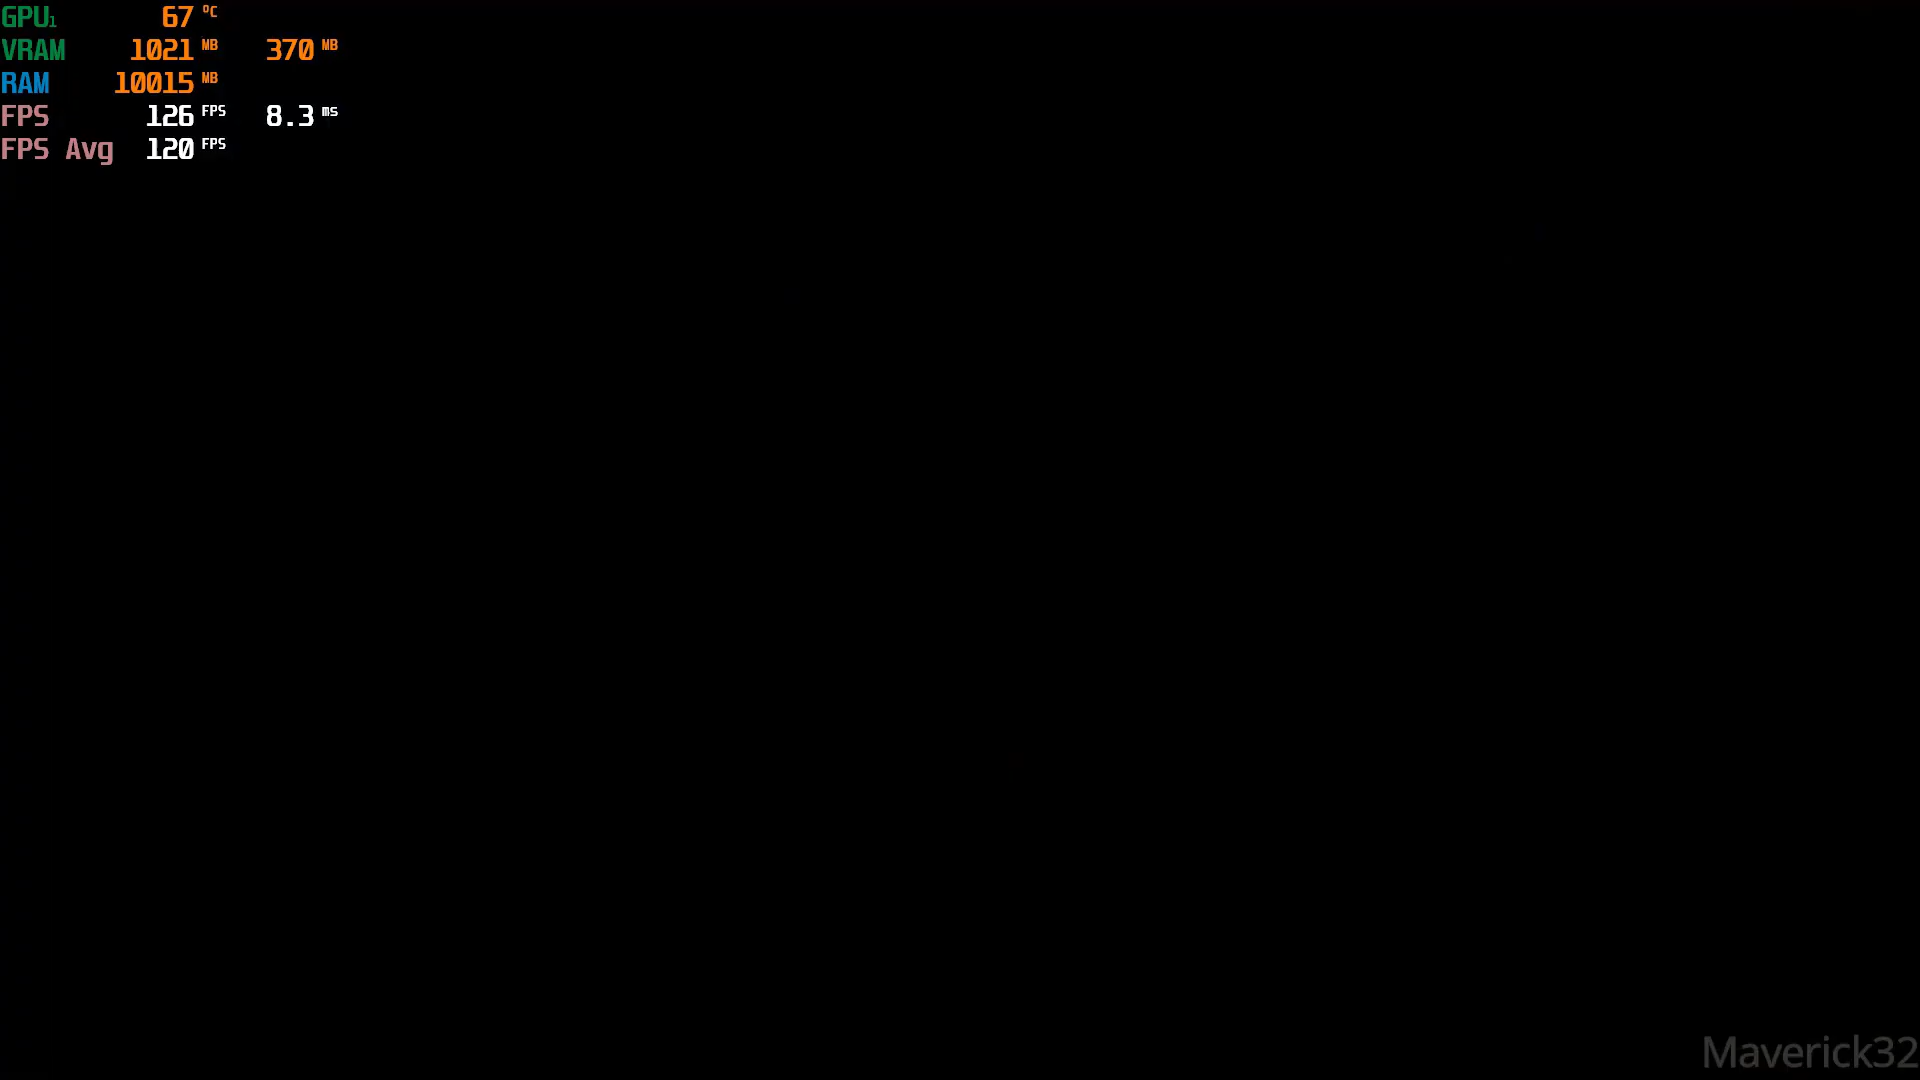 GPU1 67 °C
VRAM 1021 MB 370 MB
RAM 10015 MB
FPS 126 FPS 8.3 ms
FPS Avg 120 FPS
Maverick32